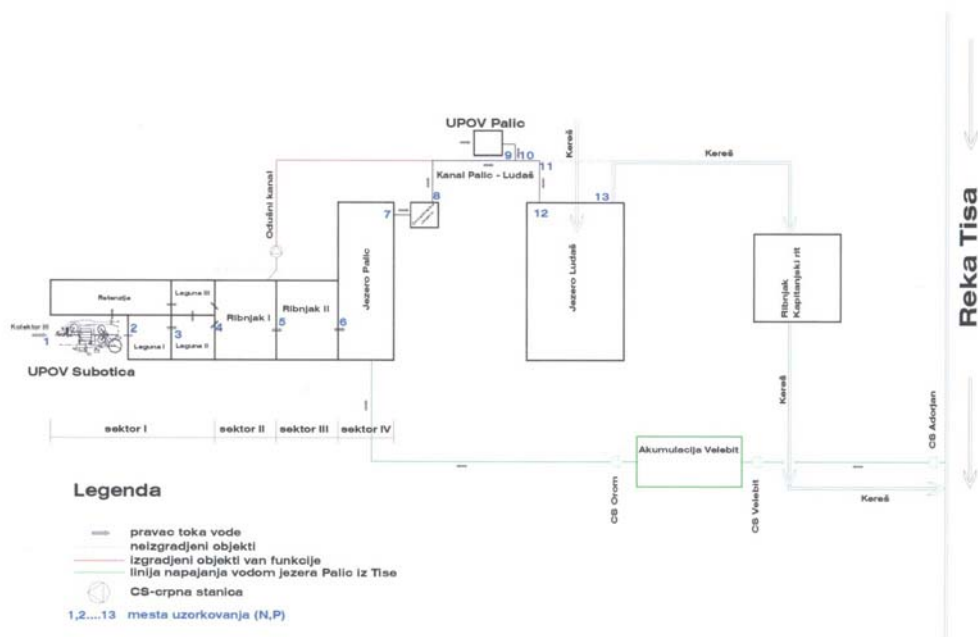 UPOV Palic
9 10
11
Kereš
Kereš
Kanal Palic - Ludaš
13
8
7
12
Odušni kanal
Jezero Palic
Jezero Ludaš
Ribnjak
Kapitanjski rit
Reka Tisa
Retenzija
Laguna III
Ribnjak I
Ribnjak II
Kolektor III
1
2
3
4
5
6
Laguna I
Laguna II
UPOV Subotica
Kereš
sektor I
sektor II
sektor III
sektor IV
CS Adorjan
Akumulacija Velebit
CS Orom
CS Velebit
Kereš
Legenda
pravac toka vode
neizgradjeni objekti
izgradjeni objekti van funkcije
linija napajanja vodom jezera Palic iz Tise
CS-crpna stanica
1,2....13 mesta uzorkovanja (N,P)